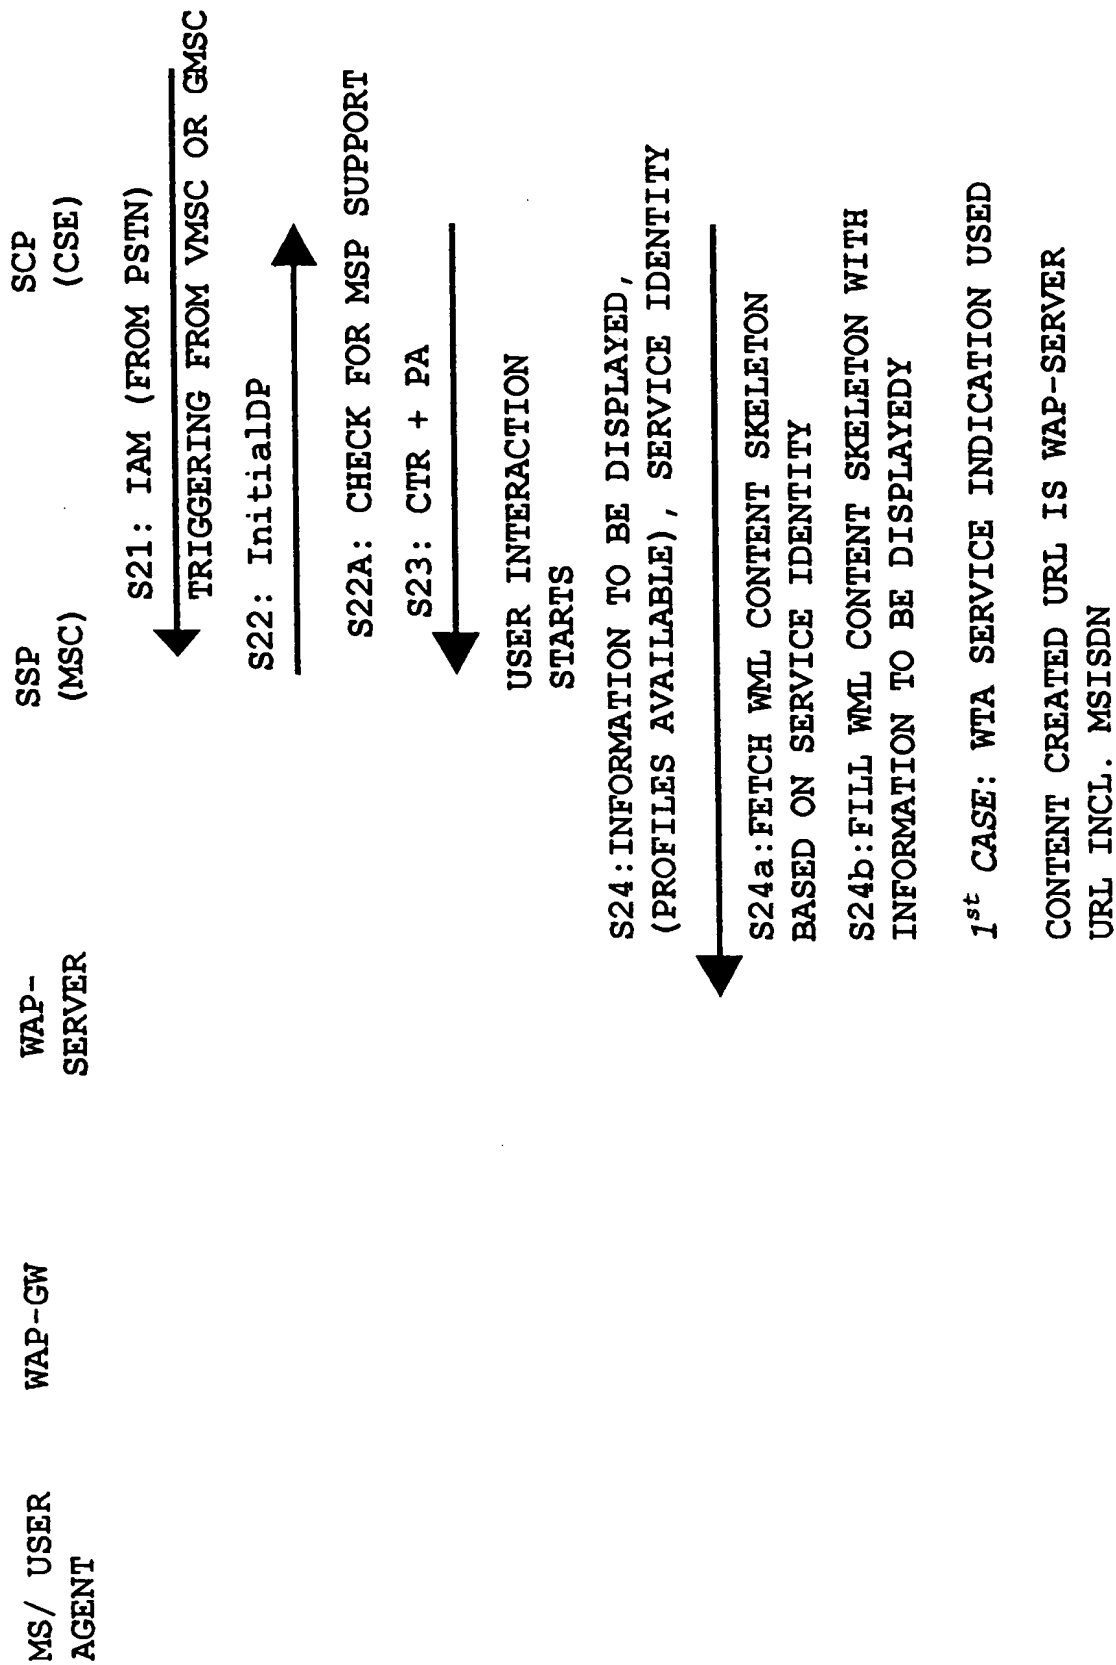 MS/ USER
AGENT
WAP-GW
WAP-
SERVER
SSP
(MSC)
SCP
(CSE)
S21: IAM (FROM PSTN)
TRIGGERING FROM VMSC OR GMSC
S22: InitialDP
S22A: CHECK FOR MSP SUPPORT
S23: CTR + PA
USER INTERACTION
STARTS
S24:INFORMATION TO BE DISPLAYED,
(PROFILES AVAILABLE), SERVICE IDENTITY
S24a:FETCH WML CONTENT SKELETON
BASED ON SERVICE IDENTITY
S24b:FILL WML CONTENT SKELETON WITH
INFORMATION TO BE DISPLAYEDY
1st CASE: WTA SERVICE INDICATION USED
CONTENT CREATED URL IS WAP-SERVER
URL INCL. MSISDN